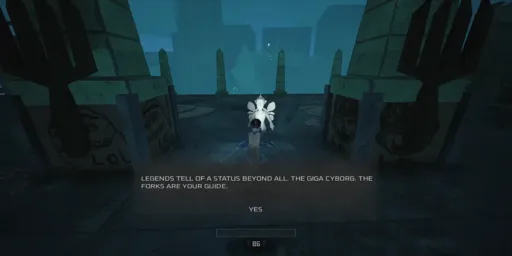 LEGENDS TELL OF A STATUS BEYOND ALL. THE GIGA CYBORG. THE
FORKS ARE YOUR GUIDE.
YES
86